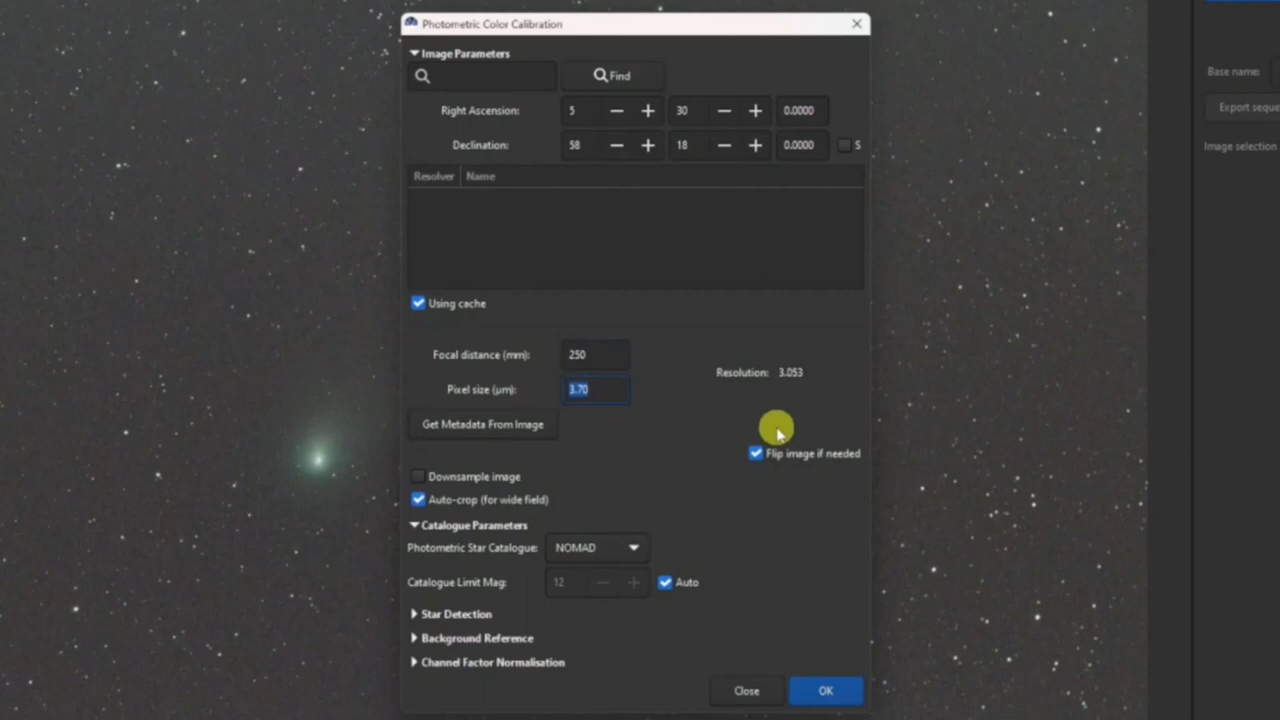 Photometric Color Calibration
Image Parameters
Find
Right Ascension: 5 30 0.0000
Declination: 58 18 0.0000 S
Resolver Name
Using cache
Focal distance (mm): 250
Resolution: 3.053
Pixel size (µm): 3.70
Get Metadata From Image
Flip image if needed
Downsample image
Auto-crop (for wide field)
Catalogue Parameters
Photometric Star Catalogue: NOMAD
Catalogue Limit Mag: 12 Auto
Star Detection
Background Reference
Channel Factor Normalisation
Close OK
Base name:
Export seque
Image selection